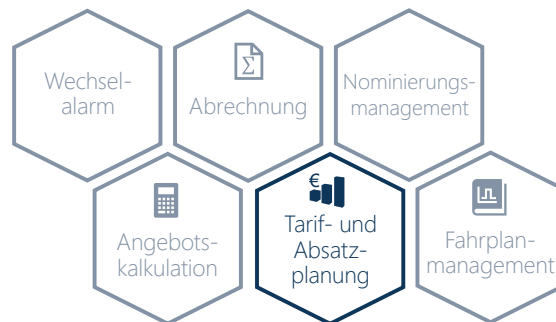 Wechsel-
alarm
Σ
Abrechnung
Nominierungs-
management
Angebots-
kalkulation
€
Tarif- und
Absatz-
planung
Fahrplan-
management